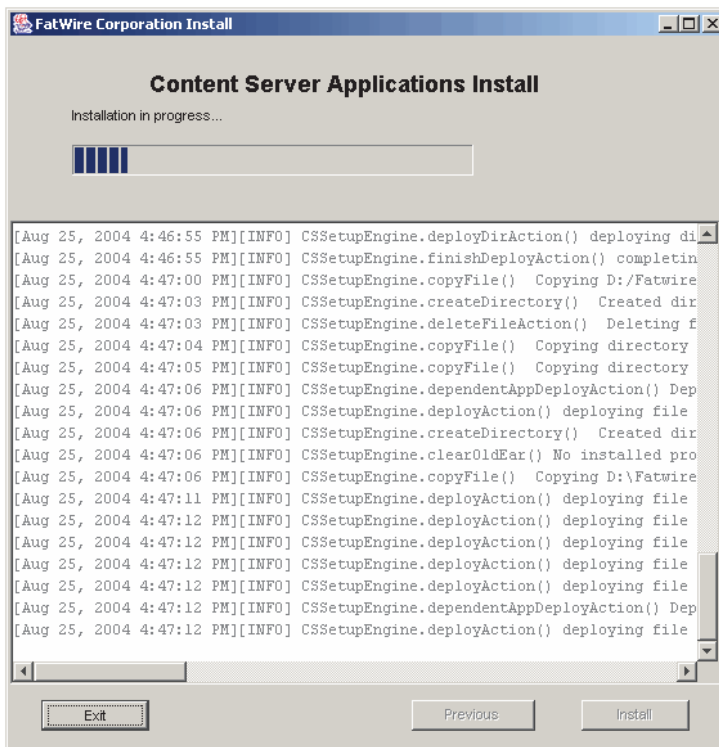 FatWire Corporation Install
Content Server Applications Install
Installation in progress...
[Aug 25, 2004 4:46:55 PM][INFO] CSSetupEngine.deployDirAction() deploying di
[Aug 25, 2004 4:46:55 PM][INFO] CSSetupEngine.finishDeployAction() completin
[Aug 25, 2004 4:47:00 PM][INFO] CSSetupEngine.copyFile()  Copying D:/Fatwire
[Aug 25, 2004 4:47:03 PM][INFO] CSSetupEngine.createDirectory()  Created dir
[Aug 25, 2004 4:47:03 PM][INFO] CSSetupEngine.deleteFileAction()  Deleting f
[Aug 25, 2004 4:47:04 PM][INFO] CSSetupEngine.copyFile()  Copying directory
[Aug 25, 2004 4:47:05 PM][INFO] CSSetupEngine.copyFile()  Copying directory
[Aug 25, 2004 4:47:06 PM][INFO] CSSetupEngine.dependentAppDeployAction() Dep
[Aug 25, 2004 4:47:06 PM][INFO] CSSetupEngine.deployAction() deploying file
[Aug 25, 2004 4:47:06 PM][INFO] CSSetupEngine.createDirectory()  Created dir
[Aug 25, 2004 4:47:06 PM][INFO] CSSetupEngine.clearOldEar() No installed pro
[Aug 25, 2004 4:47:06 PM][INFO] CSSetupEngine.copyFile()  Copying D:\Fatwire
[Aug 25, 2004 4:47:11 PM][INFO] CSSetupEngine.deployAction() deploying file
[Aug 25, 2004 4:47:12 PM][INFO] CSSetupEngine.deployAction() deploying file
[Aug 25, 2004 4:47:12 PM][INFO] CSSetupEngine.deployAction() deploying file
[Aug 25, 2004 4:47:12 PM][INFO] CSSetupEngine.deployAction() deploying file
[Aug 25, 2004 4:47:12 PM][INFO] CSSetupEngine.deployAction() deploying file
[Aug 25, 2004 4:47:12 PM][INFO] CSSetupEngine.dependentAppDeployAction() Dep
[Aug 25, 2004 4:47:12 PM][INFO] CSSetupEngine.deployAction() deploying file
Exit
Previous
Install